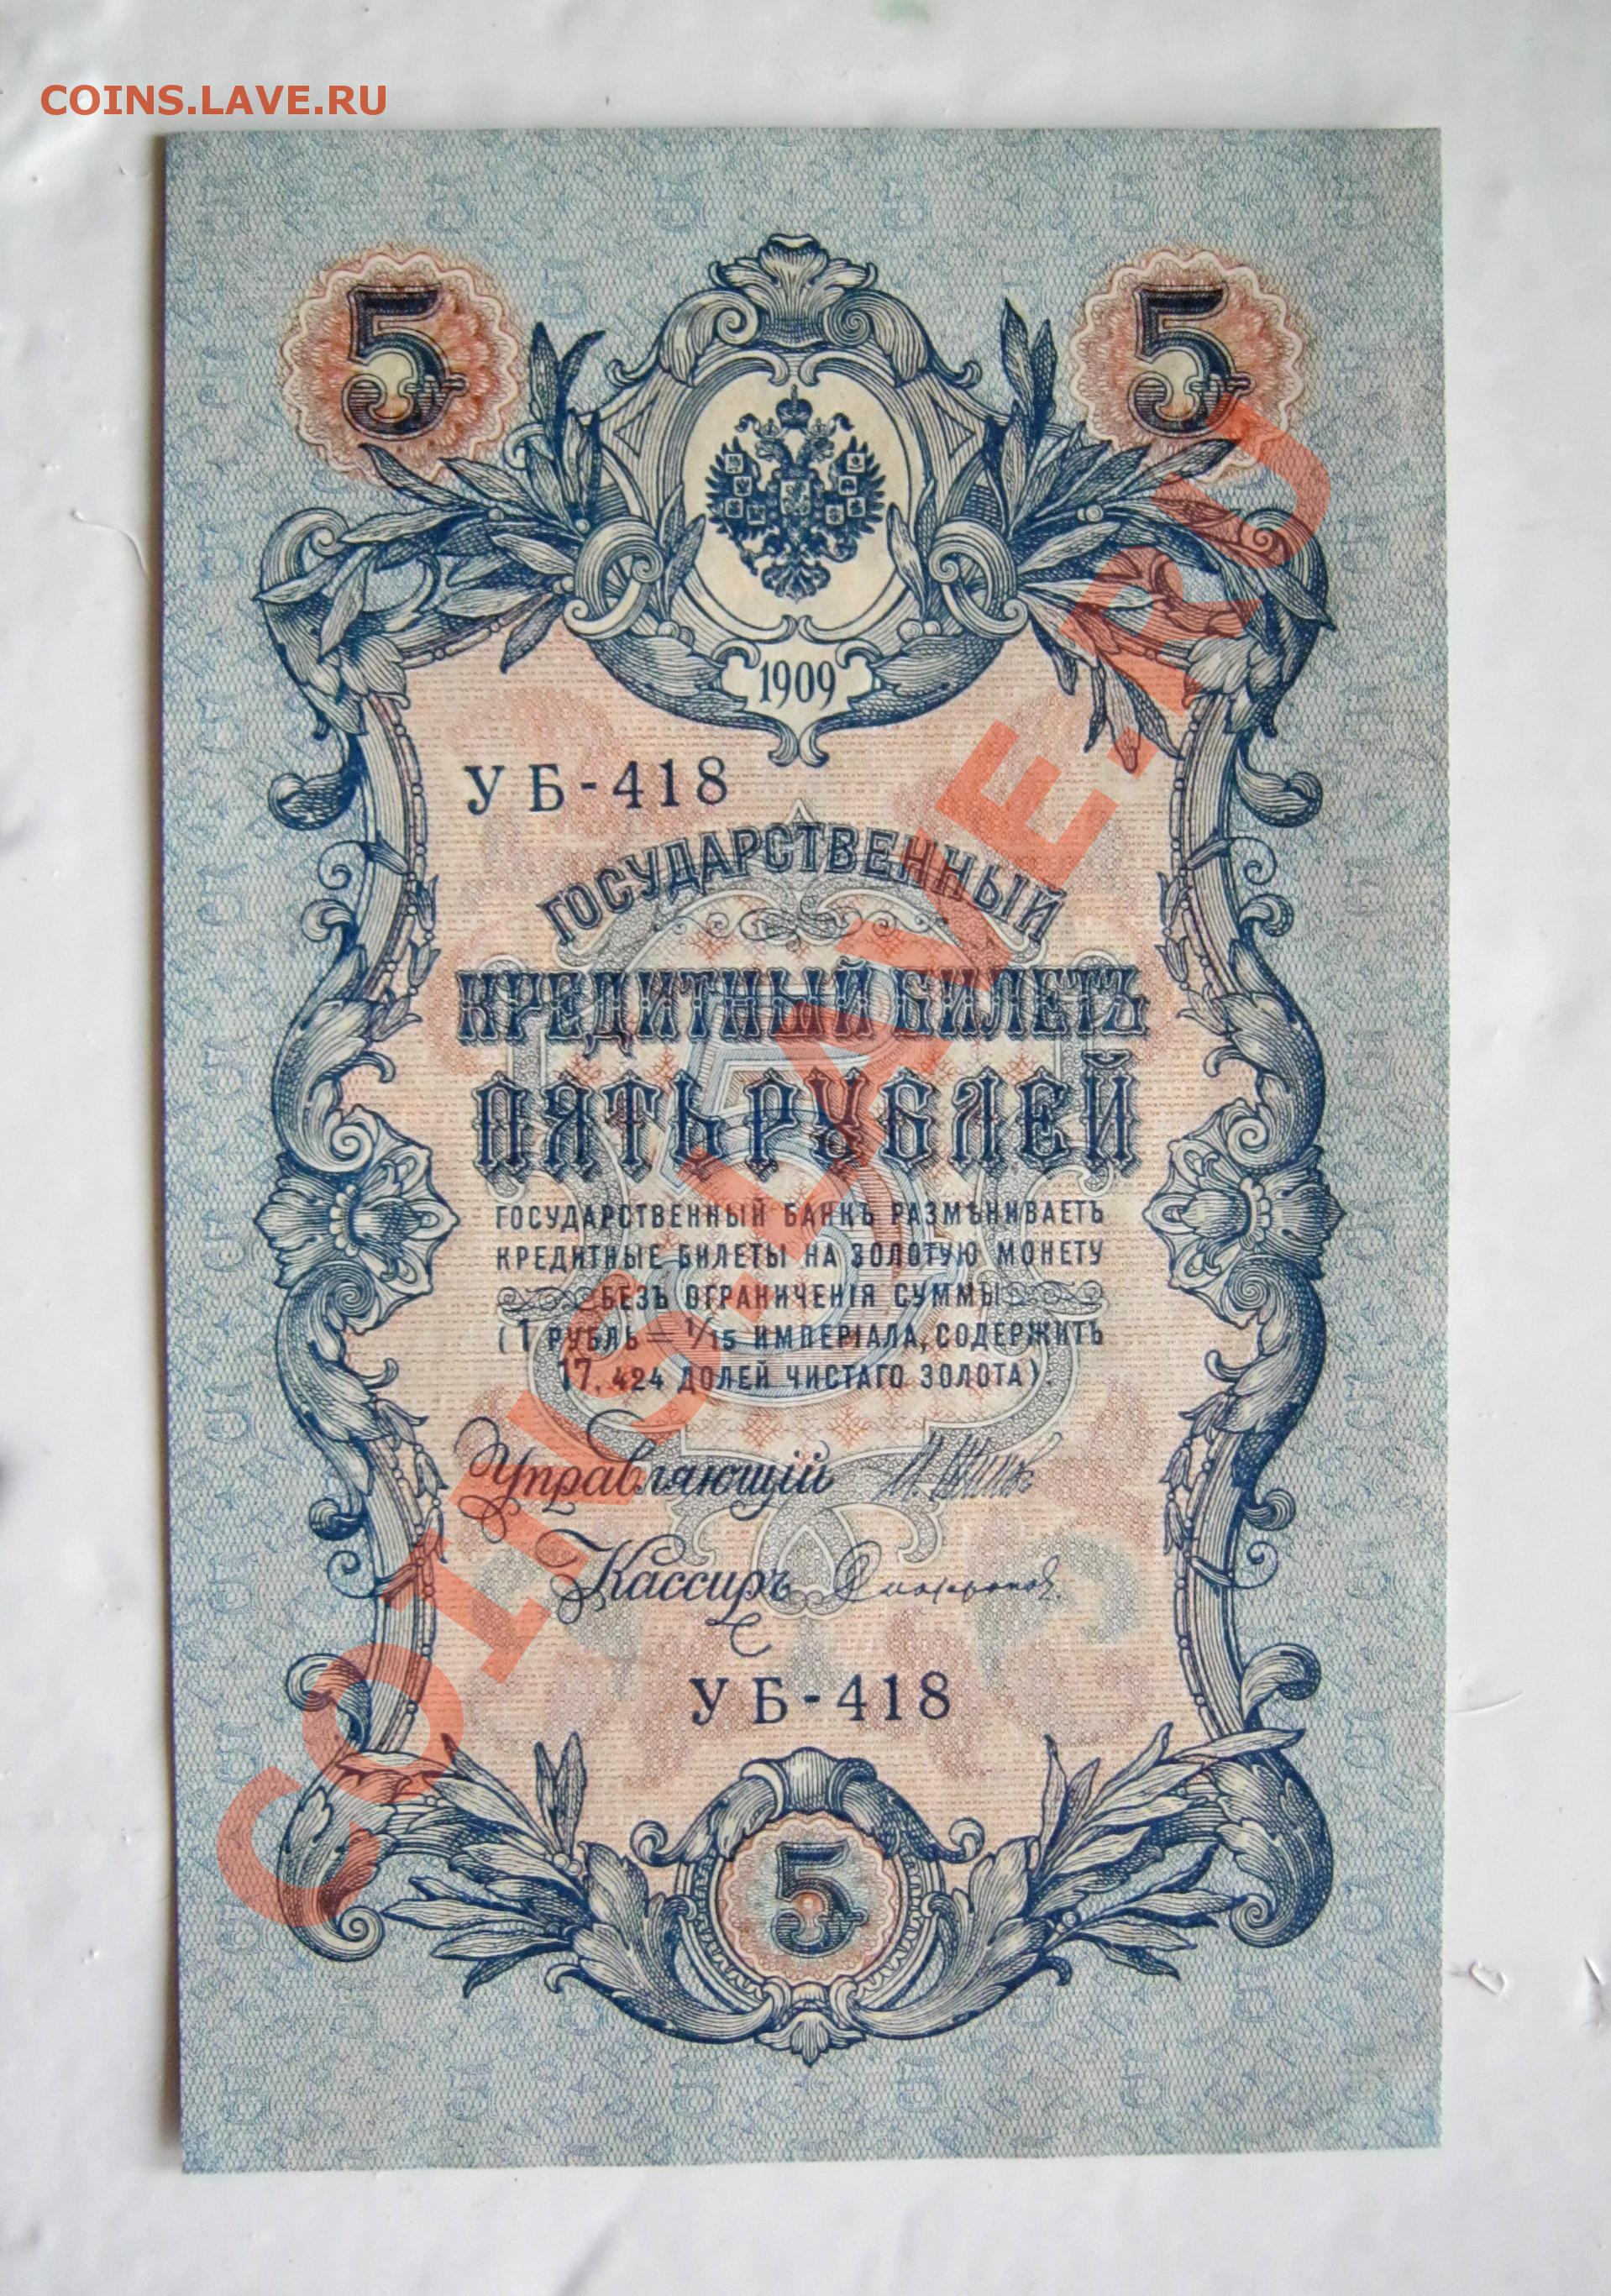 COINS.LAVE.RU
5 5
1909
УБ-418
ГОСУДАРСТВЕННЫЙ
КРЕДИТНЫЙ БИЛЕТЪ
ПЯТЬ РУБЛЕЙ
5
ГОСУДАРСТВЕННЫЙ БАНКЪ РАЗМѢНИВАЕТЪ
КРЕДИТНЫЕ БИЛЕТЫ НА ЗОЛОТУЮ МОНЕТУ
БЕЗЪ ОГРАНИЧЕНІЯ СУММЫ
(1 РУБЛЬ = 1/15 ИМПЕРІАЛА, СОДЕРЖИТЪ
17,424 ДОЛЕЙ ЧИСТАГО ЗОЛОТА).
Управляющій
Кассиръ
УБ-418
5
COINS.LAVE.RU